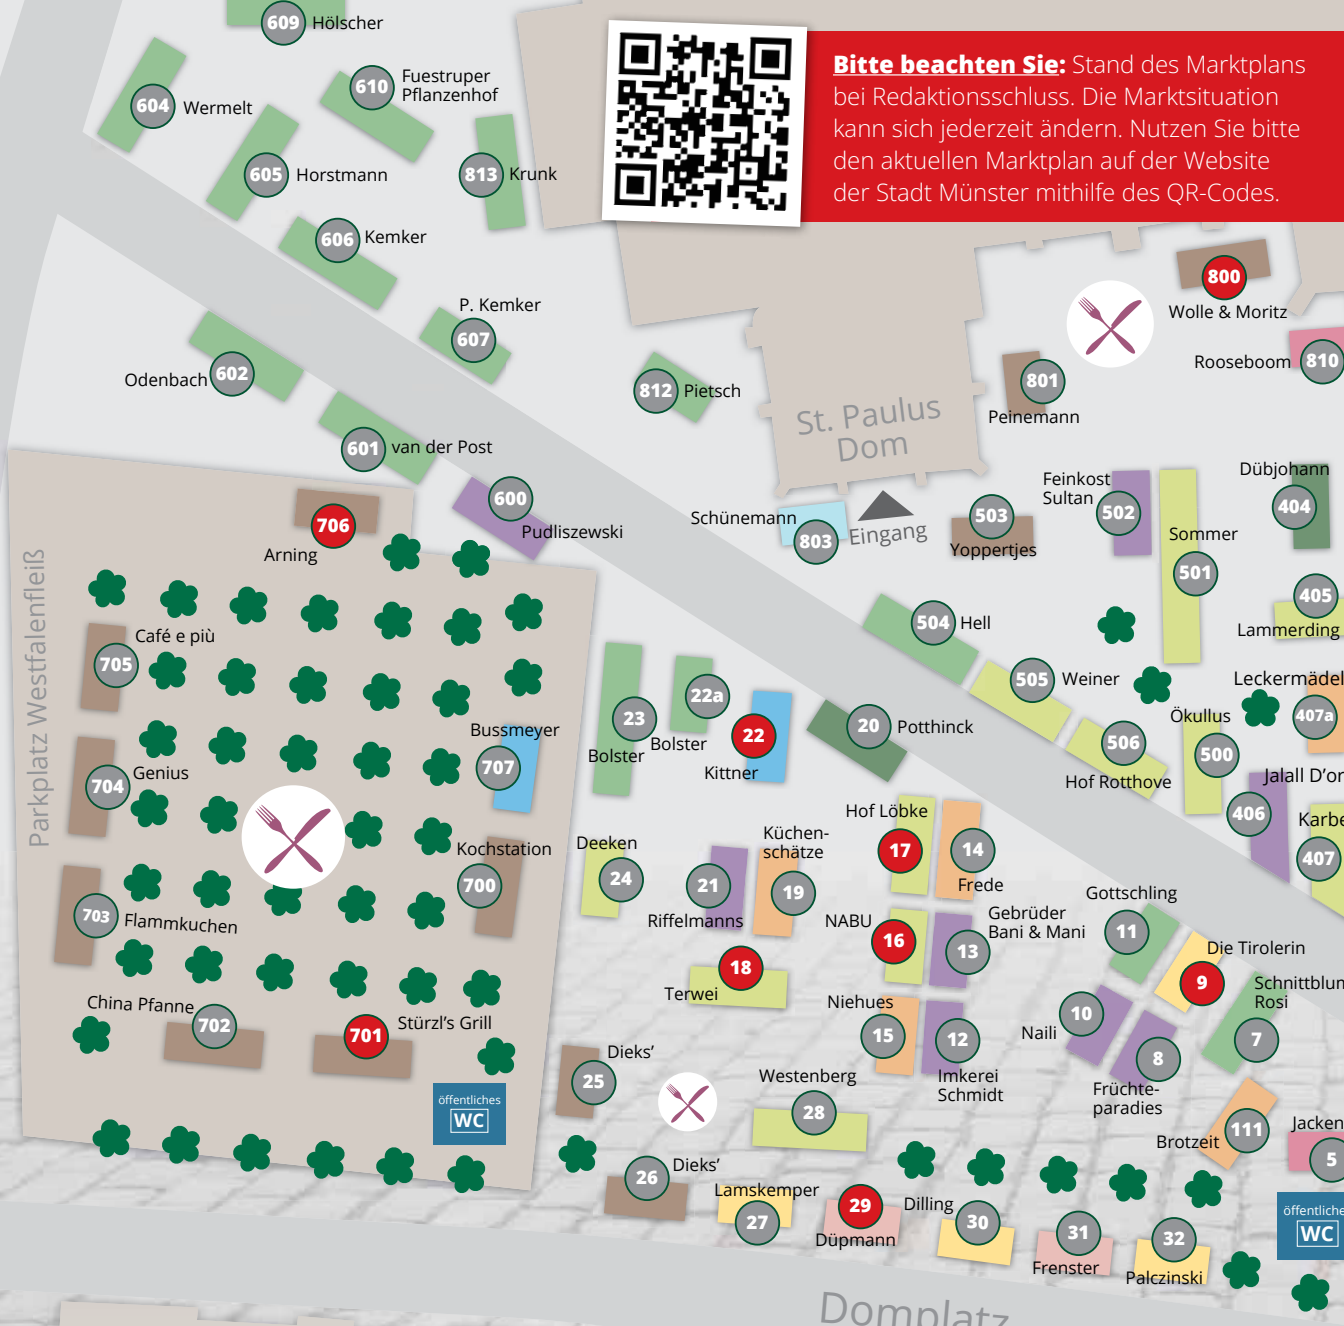 609 Hölscher
Bitte beachten Sie: Stand des Marktplans
bei Redaktionsschluss. Die Marktsituation
kann sich jederzeit ändern. Nutzen Sie bitte
den aktuellen Marktplan auf der Website
der Stadt Münster mithilfe des QR-Codes.
604 Wermelt
610 Fuestruper
Pflanzenhof
605 Horstmann
813 Krunk
606 Kemker
P. Kemker
607
Odenbach 602
601 van der Post
812 Pietsch
St. Paulus
Dom
800
Wolle & Moritz
Rooseboom 810
801
Peinemann
600
Pudliszewski
706
Arning
Schünemann
803
Eingang
503
Yoppertjes
Feinkost
Sultan 502
Sommer
501
Dübjohann
404
405
Lammerding
504 Hell
505 Weiner
506
Hof Rotthove
Ökullus
500
Leckermädel
407a
Jalall D'or
406
Karbe
407
Parkplatz Westfalenfleiß
Café e più
705
Genius
704
703 Flammkuchen
China Pfanne 702
701 Stürzl's Grill
Bussmeyer
707
Kochstation
700
öffentliches
WC
23
Bolster
22a
Bolster
22
Kittner
20 Potthinck
Deeken
24
21
Riffelmanns
Küchen-
schätze
19
18
Terwei
Hof Löbke
17
14
Frede
NABU
16
Gebrüder
Bani & Mani
13
Niehues
15
12
Imkerei
Schmidt
Gottschling
11
Die Tirolerin
9
Schnittblum
Rosi
7
10
Naili
8
Früchte-
paradies
Dieks'
25
Westenberg
28
111
Brotzeit
Jacken
5
26 Dieks'
Lamskemper
27
29
Düpmann
Dilling
30
31
Frenster
32
Palczinski
öffentliche
WC
Domplatz